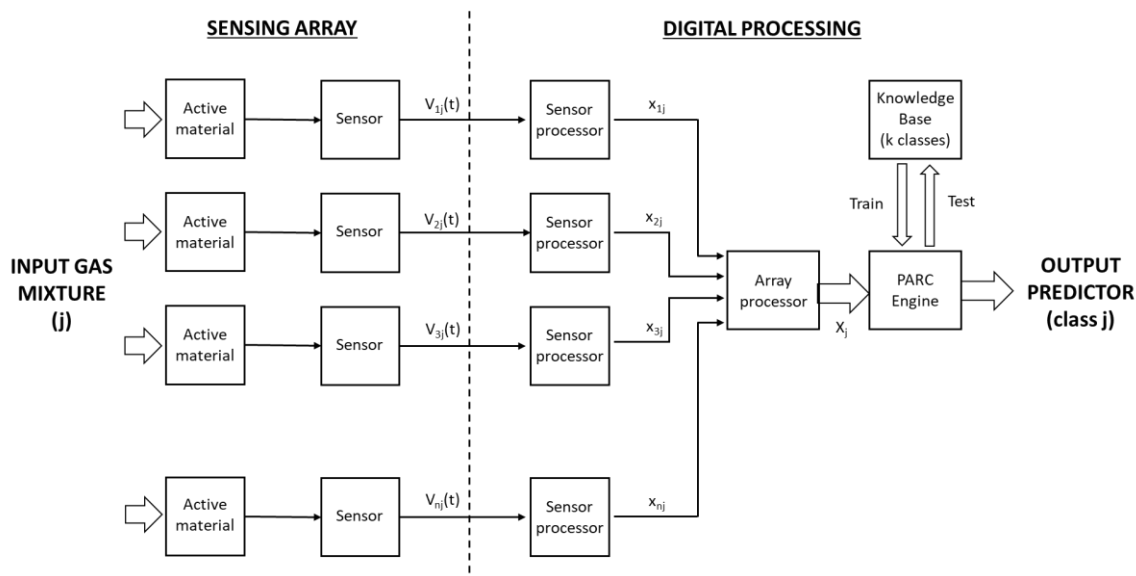 SENSING ARRAY
DIGITAL PROCESSING
Active
material
Sensor
V1j(t)
Sensor
processor
x1j
Knowledge
Base
(k classes)
Train
Test
Active
material
Sensor
V2j(t)
Sensor
processor
x2j
INPUT GAS
MIXTURE
(j)
Array
processor
Xj
PARC
Engine
OUTPUT
PREDICTOR
(class j)
Active
material
Sensor
V3j(t)
Sensor
processor
x3j
Active
material
Sensor
Vnj(t)
Sensor
processor
xnj